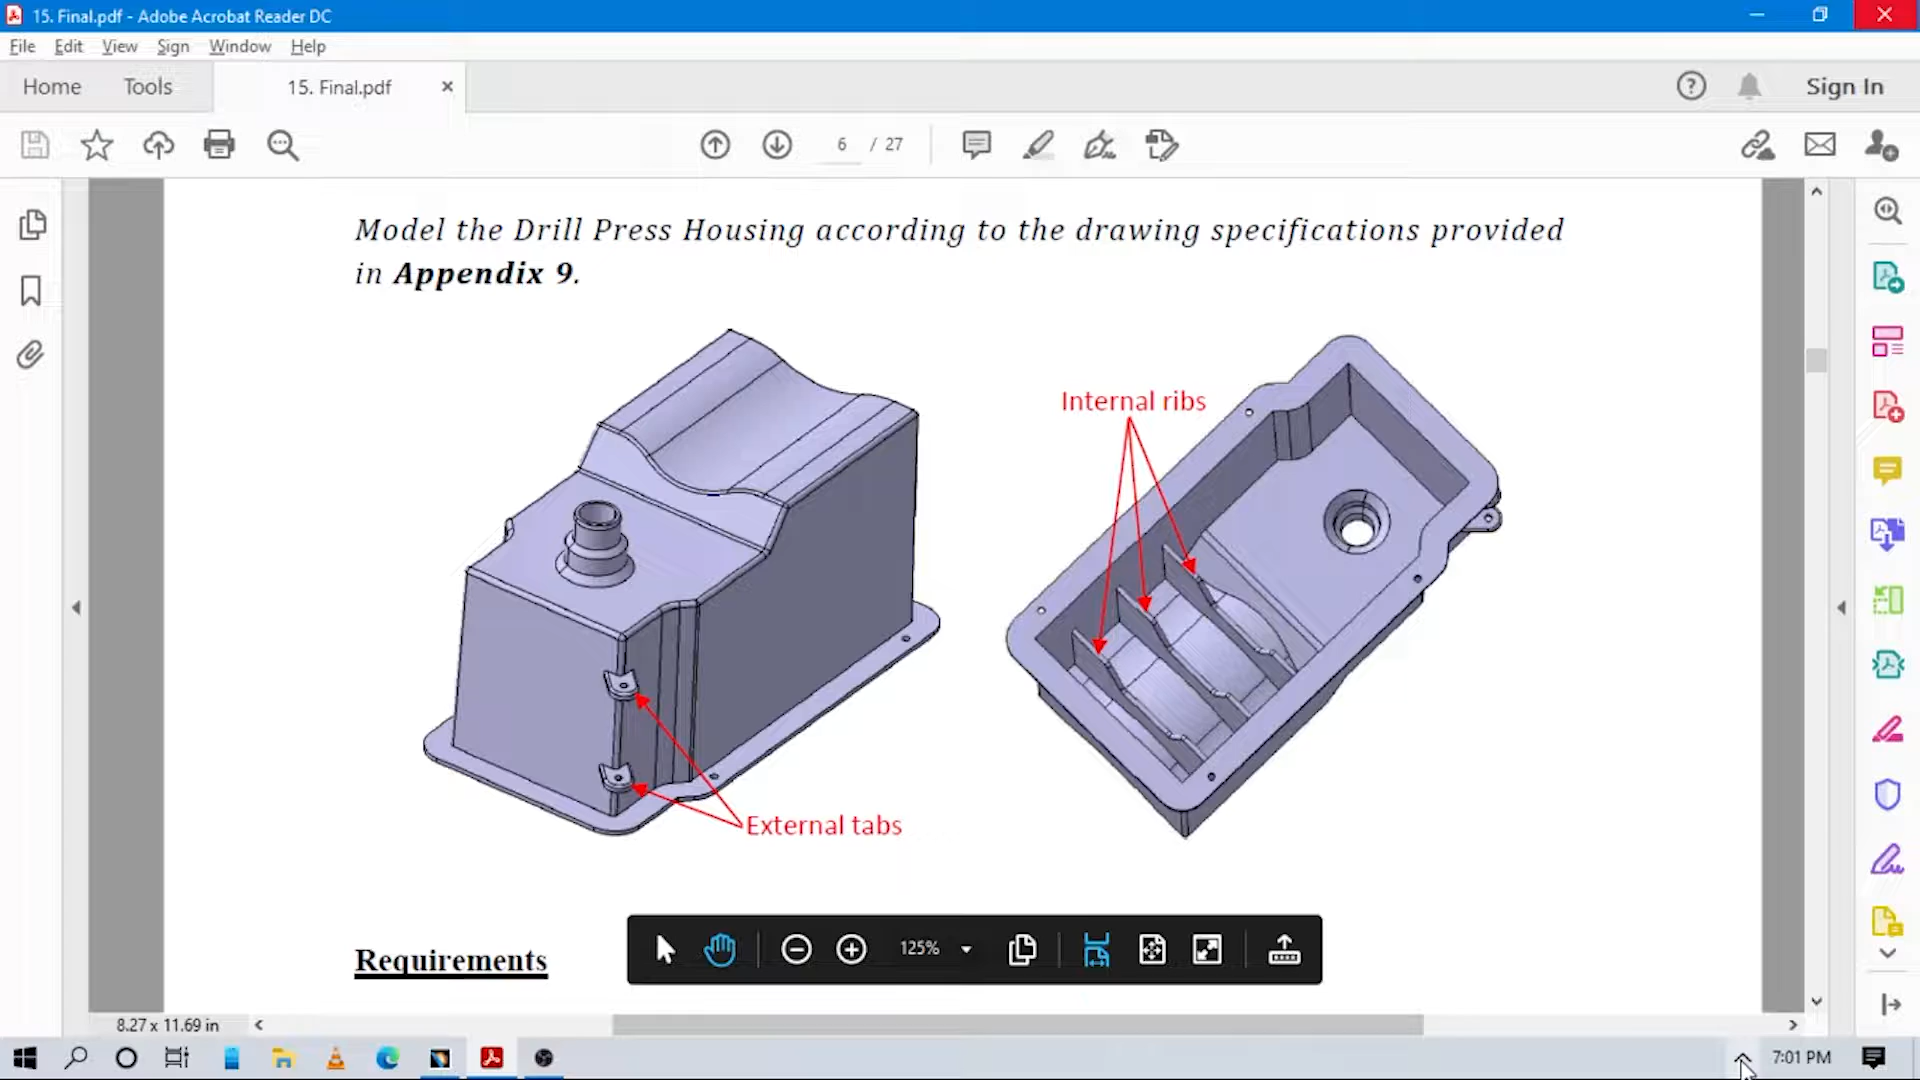 15. Final.pdf - Adobe Acrobat Reader DC
File Edit View Sign Window Help
Home Tools 15. Final.pdf × Sign In
6 / 27
Model the Drill Press Housing according to the drawing specifications provided
in Appendix 9.
Internal ribs
External tabs
Requirements
125%
8.27 x 11.69 in
7:01 PM